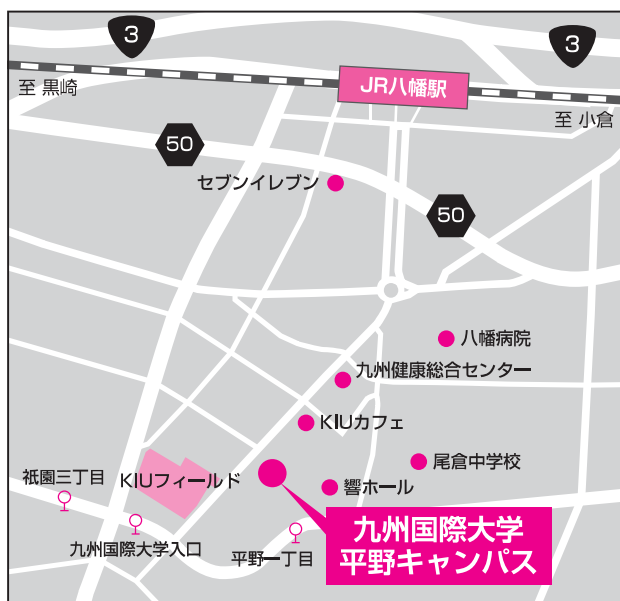 3
3
JR八幡駅
至 黒崎
至 小倉
50
セブンイレブン
50
八幡病院
九州健康総合センター
KIUカフェ
尾倉中学校
KIUフィールド
響ホール
祇園三丁目
九州国際大学入口
平野一丁目
九州国際大学
平野キャンパス